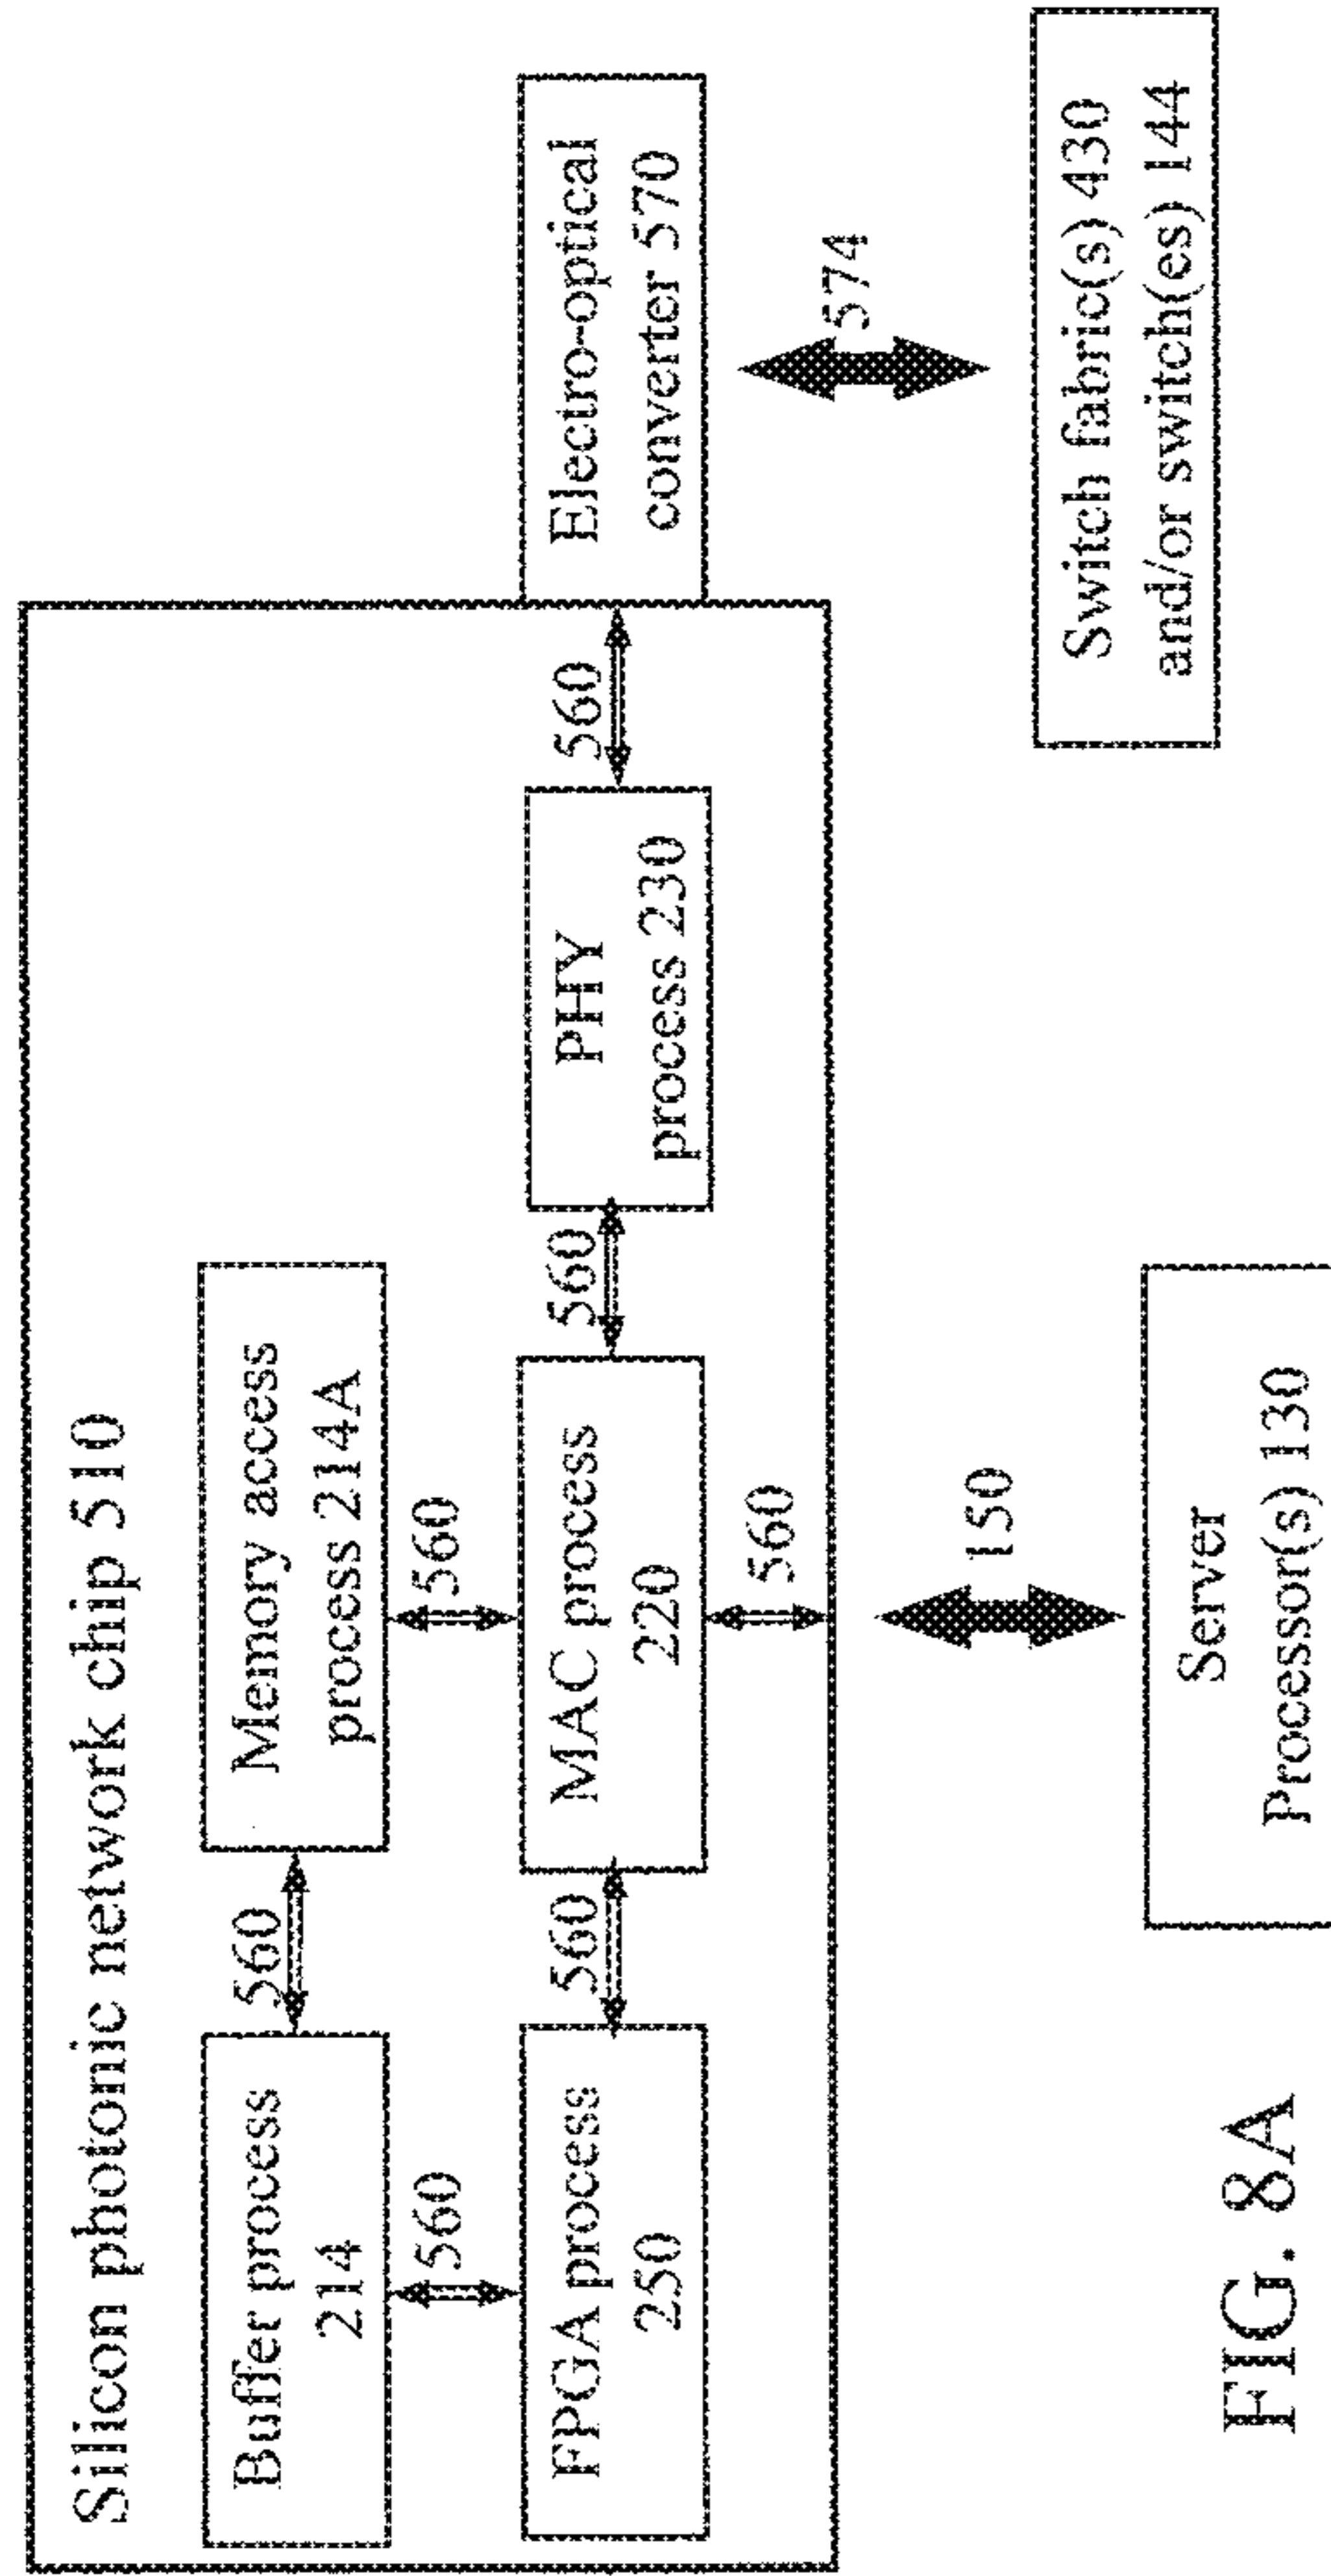 Silicon photonic network chip 510
Buffer process
214
560
Memory access
process 214A
560
560
FPGA process
250
560
MAC process
220
560
PHY
process 230
560
Electro-optical
converter 570
560
150
574
Server
Processor(s) 130
Switch fabric(s) 430
and/or switch(es) 144
FIG. 8A